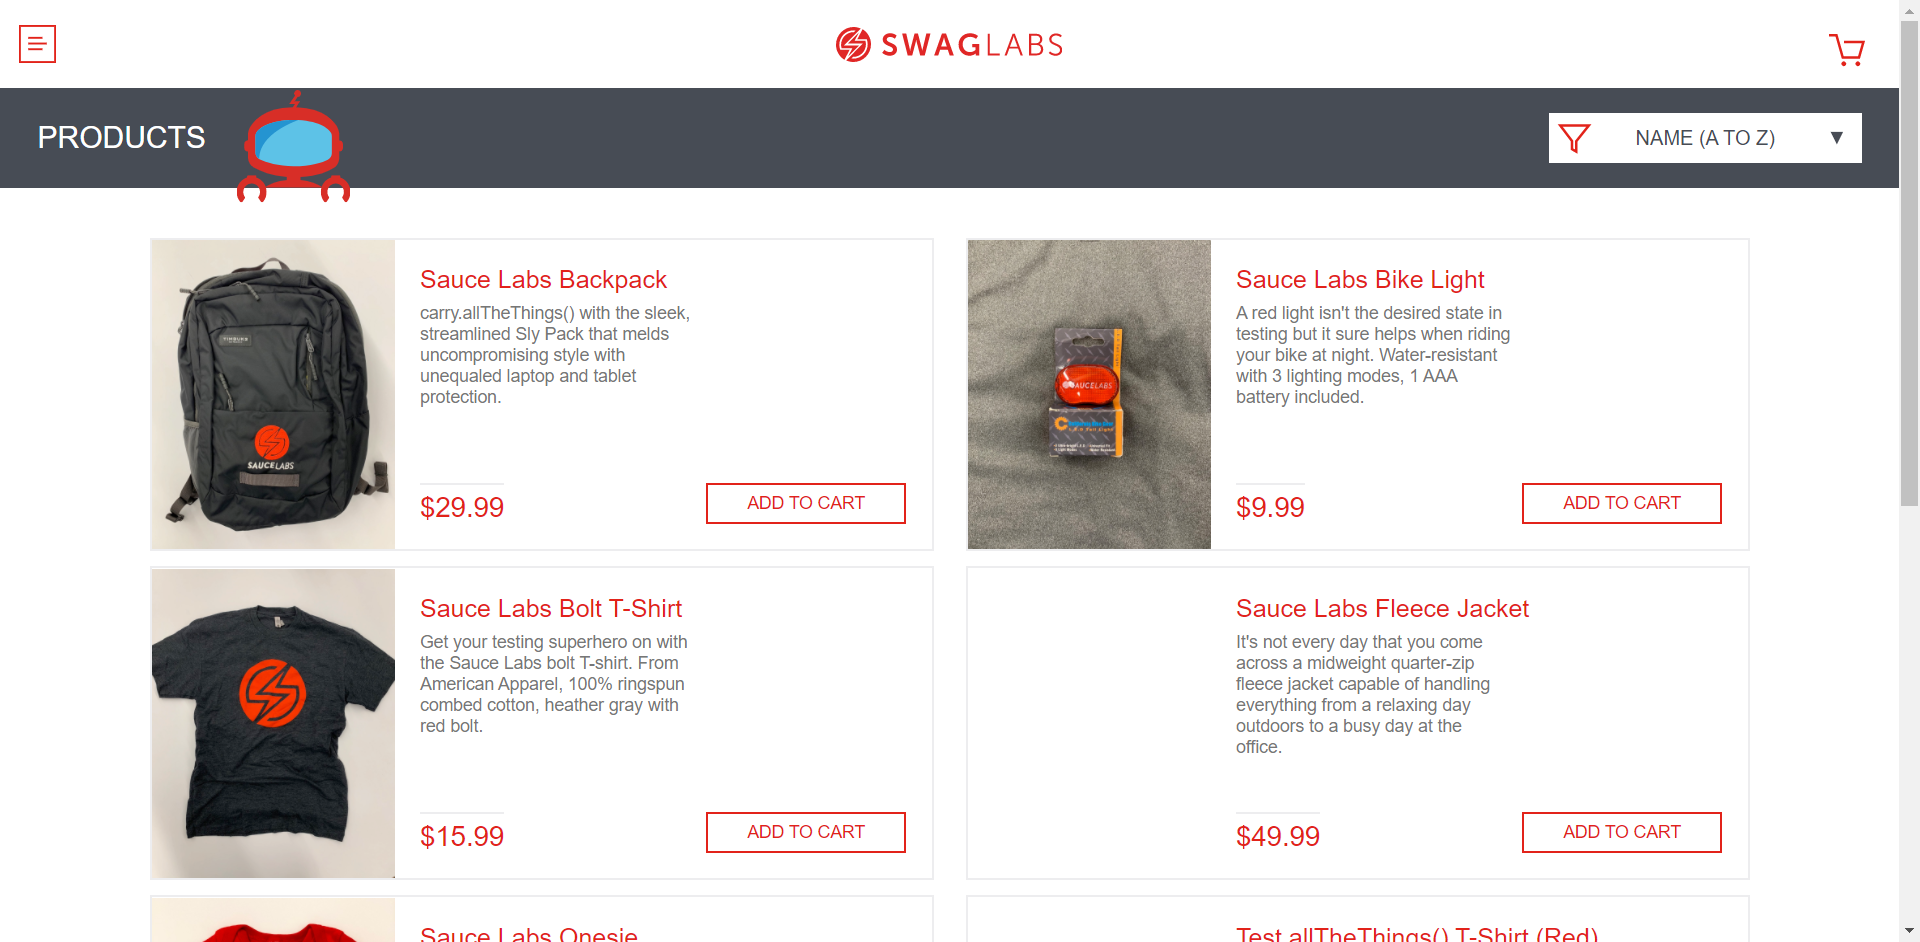 SWAGLABS
PRODUCTS
NAME (A TO Z)
Sauce Labs Backpack
carry.allTheThings() with the sleek,
streamlined Sly Pack that melds
uncompromising style with
unequaled laptop and tablet
protection.
$29.99
ADD TO CART
SAUCELABS
Sauce Labs Bike Light
A red light isn't the desired state in
testing but it sure helps when riding
your bike at night. Water-resistant
with 3 lighting modes, 1 AAA
battery included.
$9.99
ADD TO CART
SAUCELABS
Sauce Labs Bolt T-Shirt
Get your testing superhero on with
the Sauce Labs bolt T-shirt. From
American Apparel, 100% ringspun
combed cotton, heather gray with
red bolt.
$15.99
ADD TO CART
Sauce Labs Fleece Jacket
It's not every day that you come
across a midweight quarter-zip
fleece jacket capable of handling
everything from a relaxing day
outdoors to a busy day at the
office.
$49.99
ADD TO CART
Sauce Labs Onesie
Test.allTheThings() T-Shirt (Red)